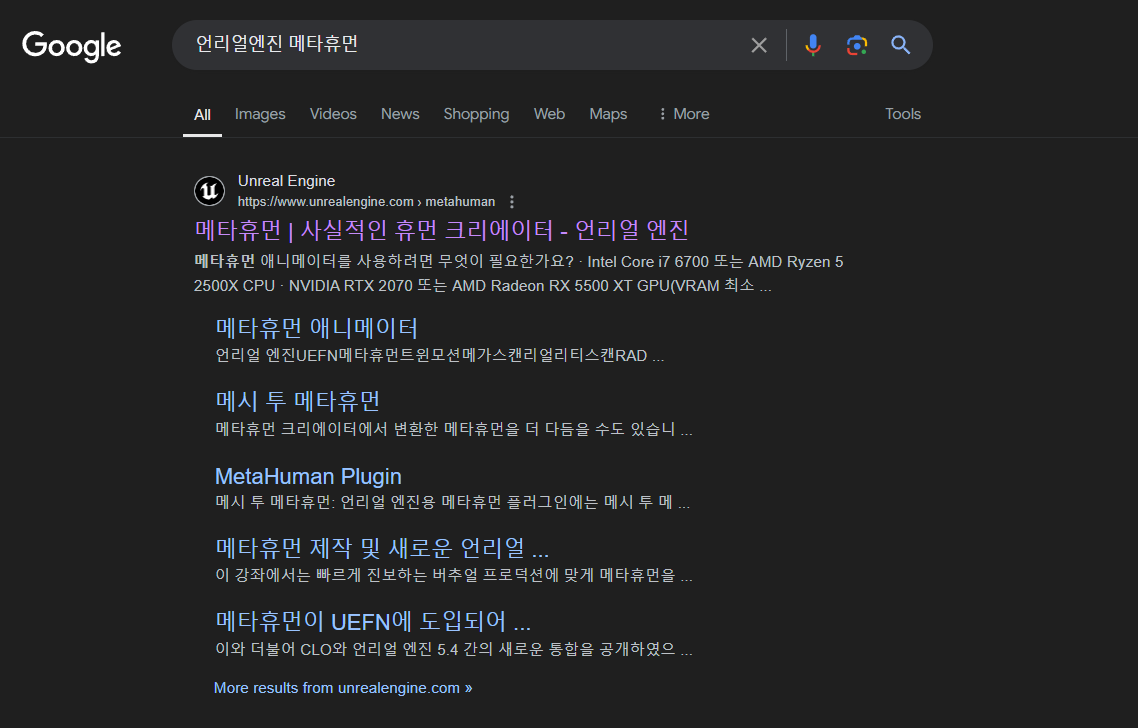 Google
언리얼엔진 메타휴먼
All Images Videos News Shopping Web Maps More Tools
Unreal Engine
https://www.unrealengine.com › metahuman
메타휴먼 | 사실적인 휴먼 크리에이터 - 언리얼 엔진
메타휴먼 애니메이터를 사용하려면 무엇이 필요한가요? · Intel Core i7 6700 또는 AMD Ryzen 5
2500X CPU · NVIDIA RTX 2070 또는 AMD Radeon RX 5500 XT GPU(VRAM 최소 ...
메타휴먼 애니메이터
언리얼 엔진UEFN메타휴먼트윈모션메가스캔리얼리티스캔RAD ...
메시 투 메타휴먼
메타휴먼 크리에이터에서 변환한 메타휴먼을 더 다듬을 수도 있습니 ...
MetaHuman Plugin
메시 투 메타휴먼: 언리얼 엔진용 메타휴먼 플러그인에는 메시 투 메 ...
메타휴먼 제작 및 새로운 언리얼 ...
이 강좌에서는 빠르게 진보하는 버추얼 프로덕션에 맞게 메타휴먼을 ...
메타휴먼이 UEFN에 도입되어 ...
이와 더불어 CLO와 언리얼 엔진 5.4 간의 새로운 통합을 공개하였으 ...
More results from unrealengine.com »